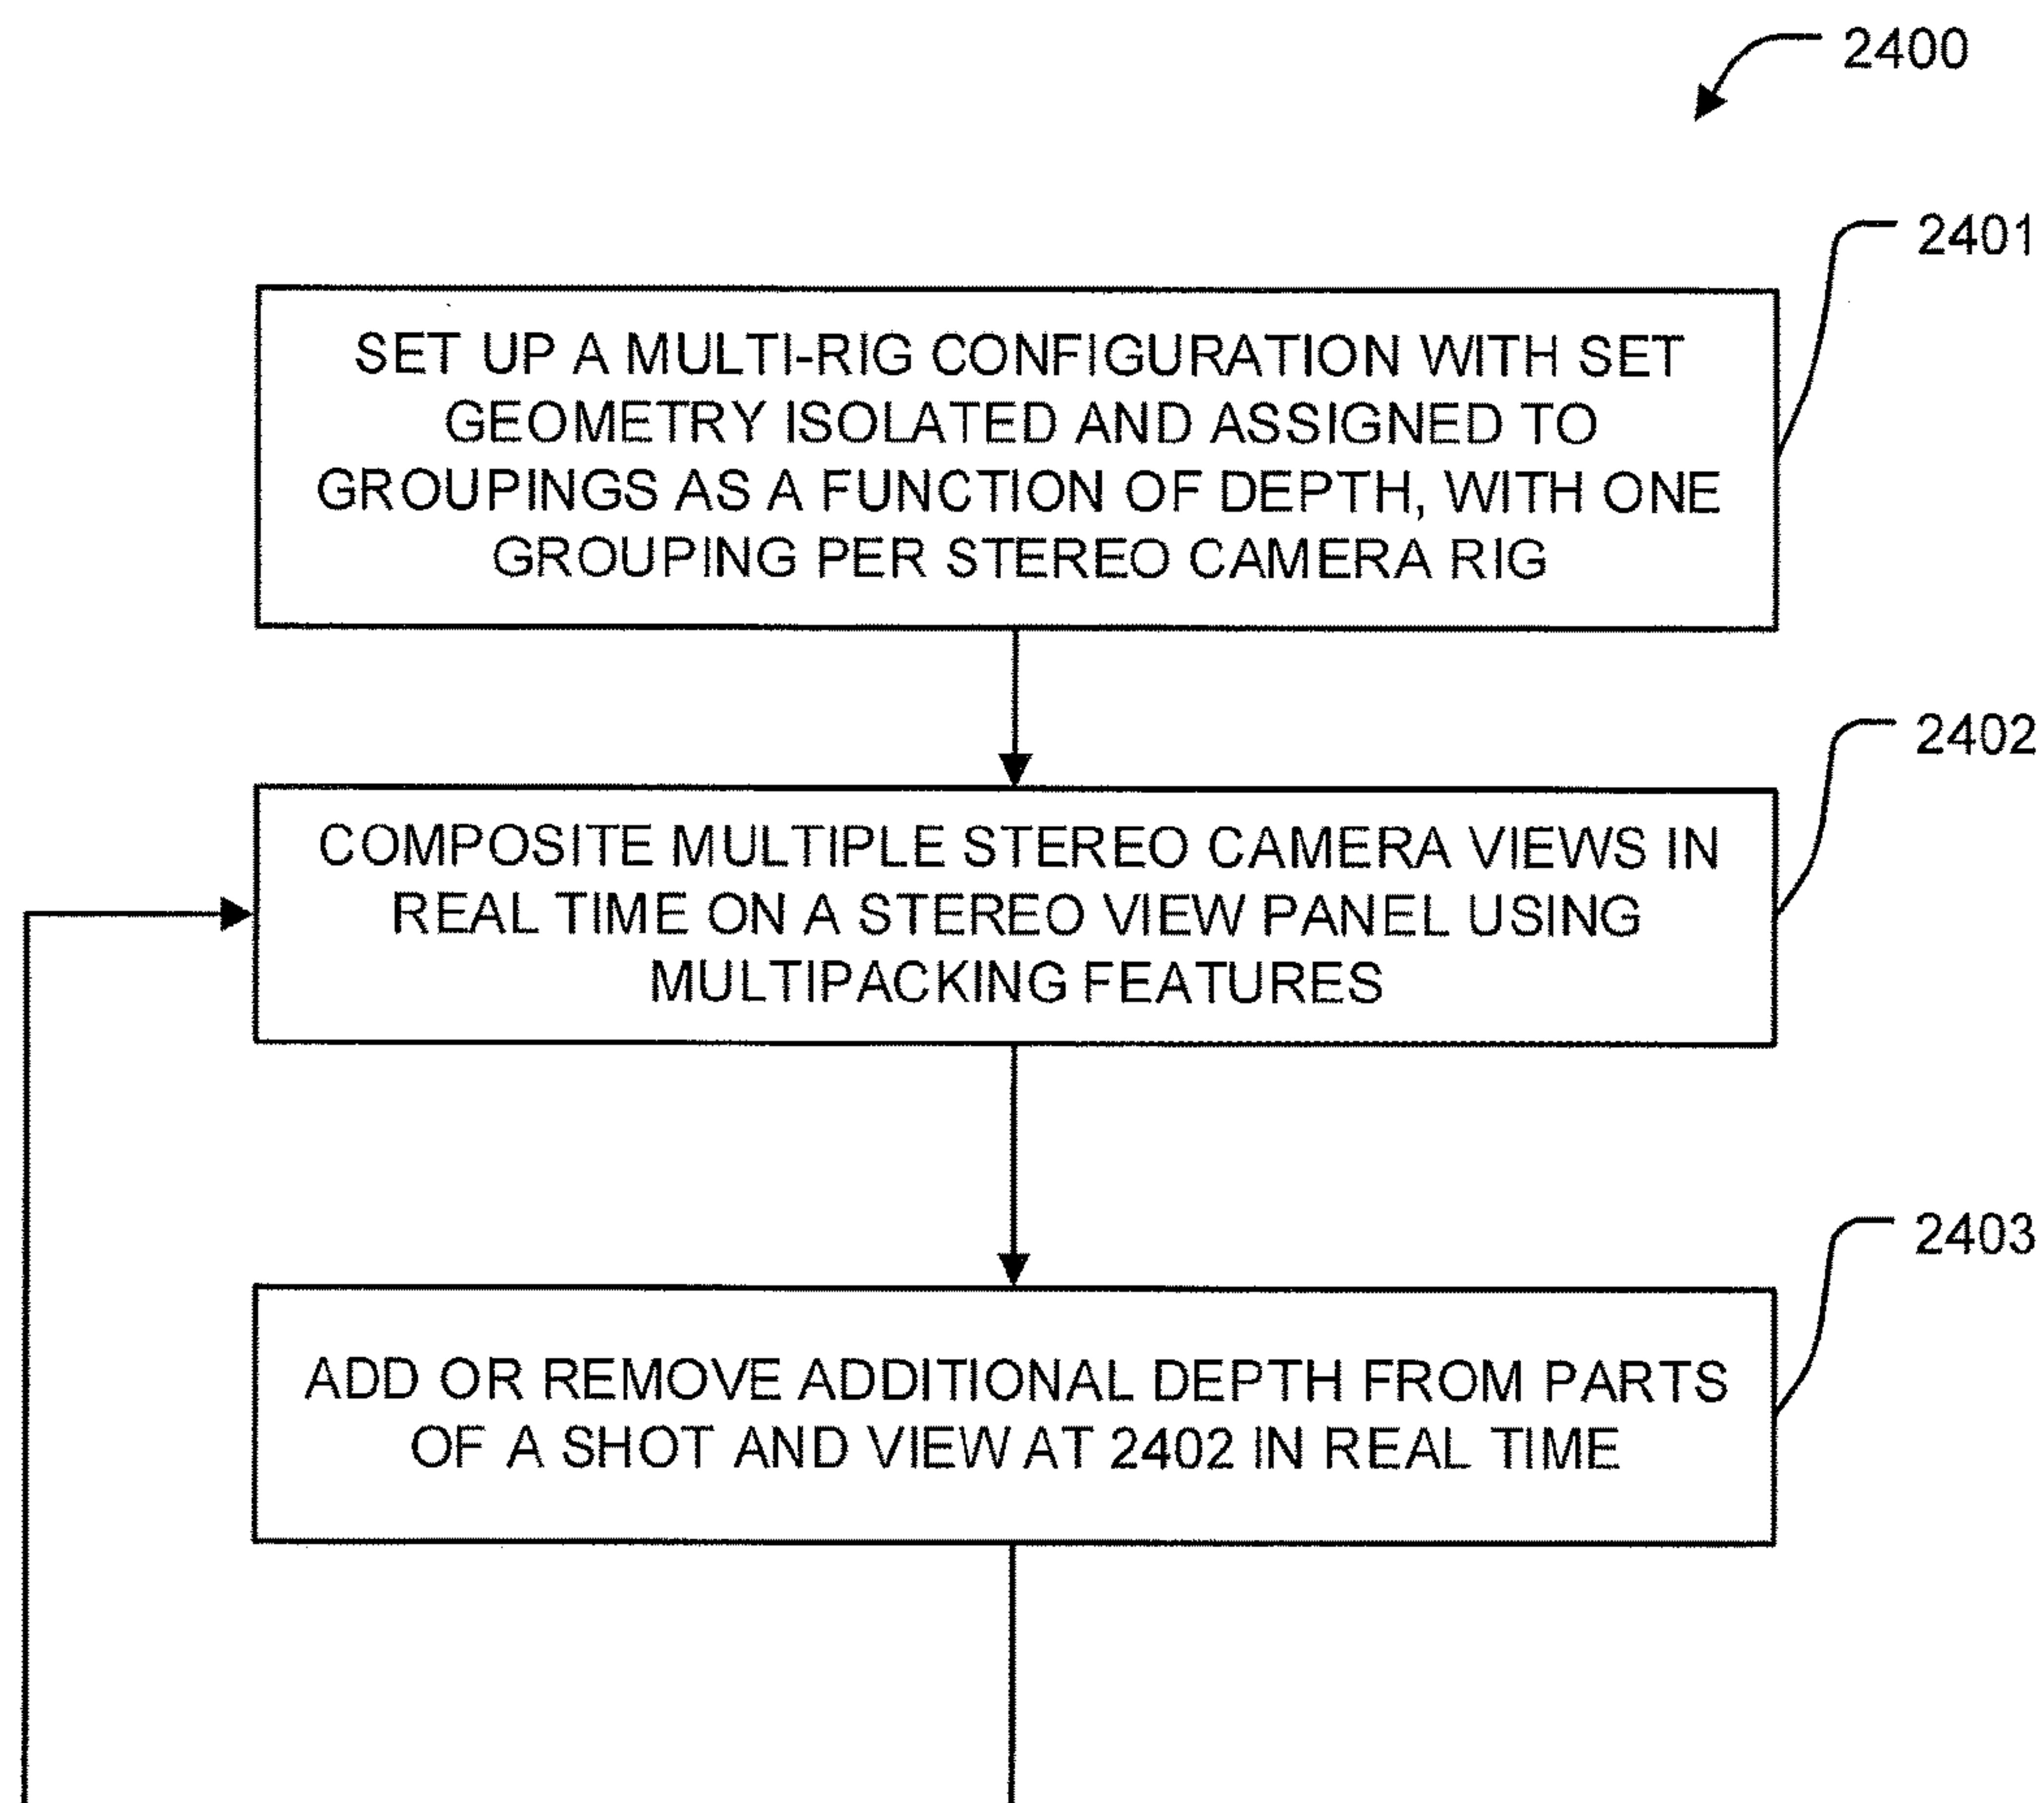 2400
2401
SET UP A MULTI-RIG CONFIGURATION WITH SET
GEOMETRY ISOLATED AND ASSIGNED TO
GROUPINGS AS A FUNCTION OF DEPTH, WITH ONE
GROUPING PER STEREO CAMERA RIG
2402
COMPOSITE MULTIPLE STEREO CAMERA VIEWS IN
REAL TIME ON A STEREO VIEW PANEL USING
MULTIPACKING FEATURES
2403
ADD OR REMOVE ADDITIONAL DEPTH FROM PARTS
OF A SHOT AND VIEW AT 2402 IN REAL TIME